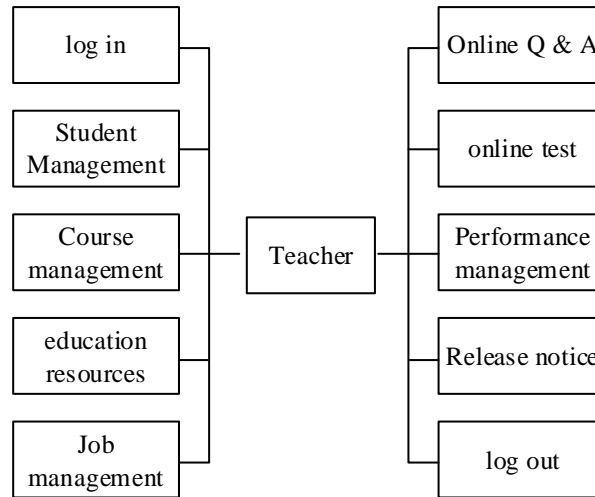 log in
Student
Management
Course
management
education
resources
Job
management
Teacher
Online Q & A
online test
Performance
management
Release notice
log out